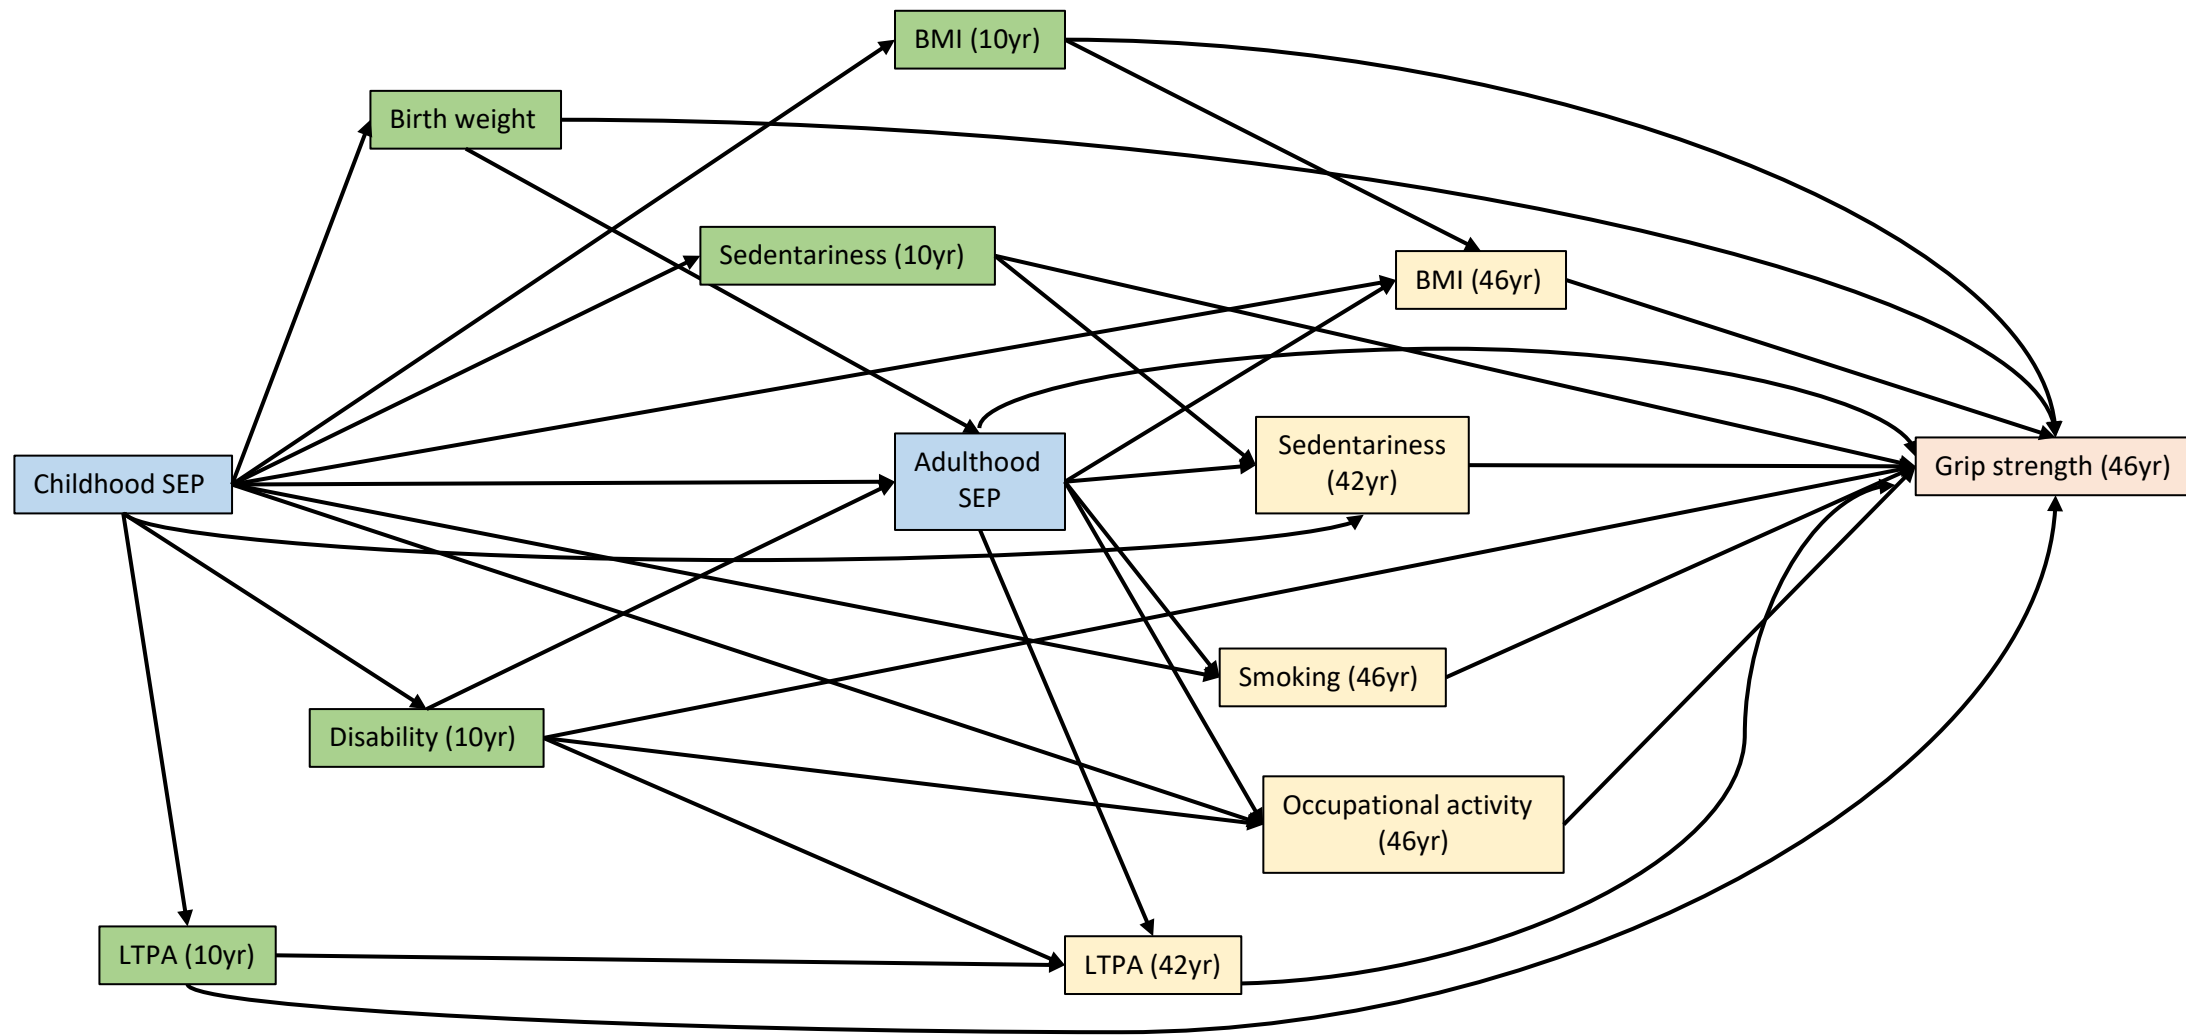 BMI (10yr)
Birth weight
Sedentariness (10yr)
BMI (46yr)
Childhood SEP
Adulthood
SEP
Sedentariness
(42yr)
Grip strength (46yr)
Smoking (46yr)
Disability (10yr)
Occupational activity
(46yr)
LTPA (10yr)
LTPA (42yr)